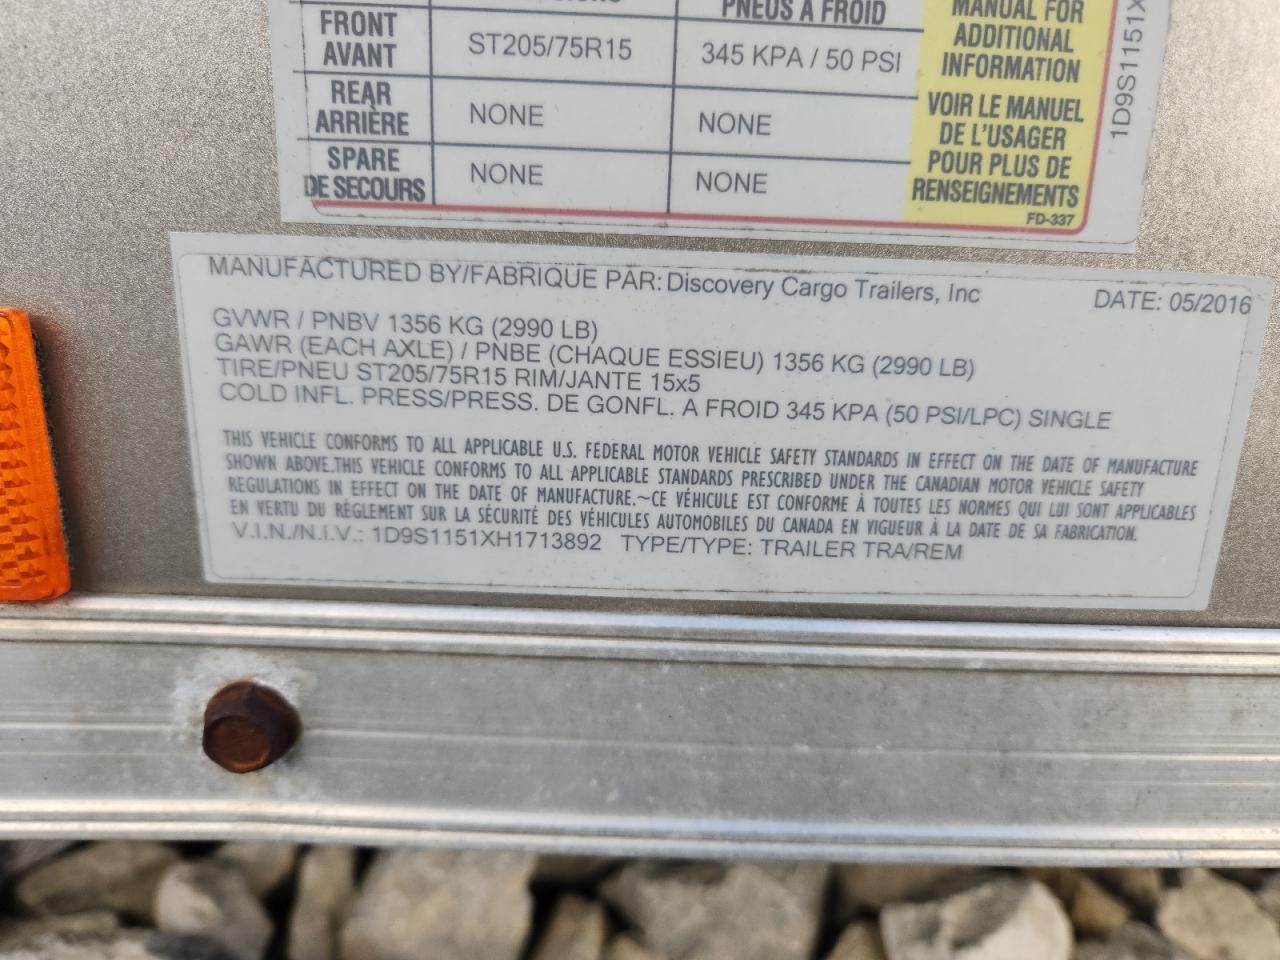 PNEUS A FROID
FRONT
AVANT
ST205/75R15
345 KPA / 50 PSI
REAR
ARRIÈRE
NONE
NONE
SPARE
DE SECOURS
NONE
NONE
MANUAL FOR
ADDITIONAL
INFORMATION
VOIR LE MANUEL
DE L'USAGER
POUR PLUS DE
RENSEIGNEMENTS
FD-337
1D9S1151X
MANUFACTURED BY/FABRIQUE PAR: Discovery Cargo Trailers, Inc DATE: 05/2016
GVWR / PNBV 1356 KG (2990 LB)
GAWR (EACH AXLE) / PNBE (CHAQUE ESSIEU) 1356 KG (2990 LB)
TIRE/PNEU ST205/75R15 RIM/JANTE 15x5
COLD INFL. PRESS/PRESS. DE GONFL. A FROID 345 KPA (50 PSI/LPC) SINGLE
THIS VEHICLE CONFORMS TO ALL APPLICABLE U.S. FEDERAL MOTOR VEHICLE SAFETY STANDARDS IN EFFECT ON THE DATE OF MANUFACTURE
SHOWN ABOVE.THIS VEHICLE CONFORMS TO ALL APPLICABLE STANDARDS PRESCRIBED UNDER THE CANADIAN MOTOR VEHICLE SAFETY
REGULATIONS IN EFFECT ON THE DATE OF MANUFACTURE.~CE VÉHICULE EST CONFORME À TOUTES LES NORMES QUI LUI SONT APPLICABLES
EN VERTU DU RÈGLEMENT SUR LA SÉCURITÉ DES VÉHICULES AUTOMOBILES DU CANADA EN VIGUEUR À LA DATE DE SA FABRICATION.
V.I.N./N.I.V.: 1D9S1151XH1713892 TYPE/TYPE: TRAILER TRA/REM